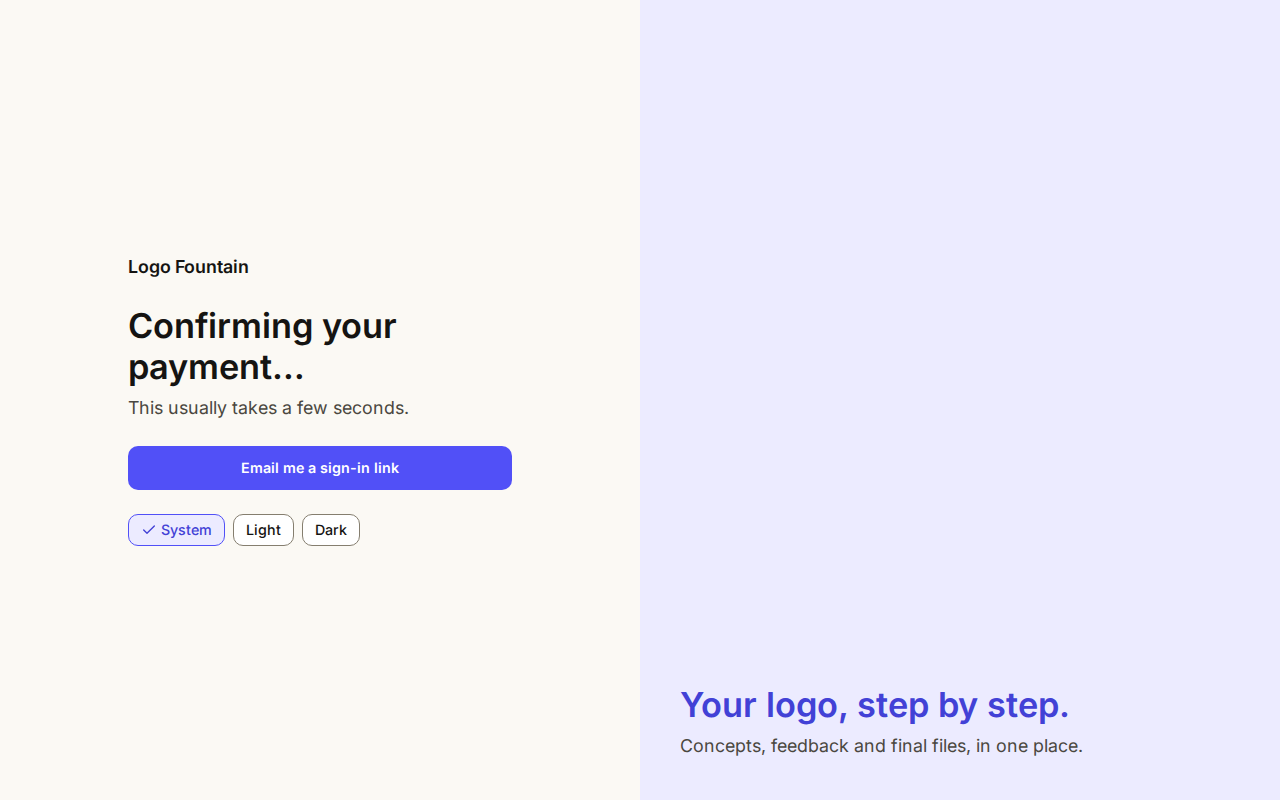 Logo Fountain
Confirming your
payment...
This usually takes a few seconds.
Email me a sign-in link
System
Light
Dark
Your logo, step by step.
Concepts, feedback and final files, in one place.